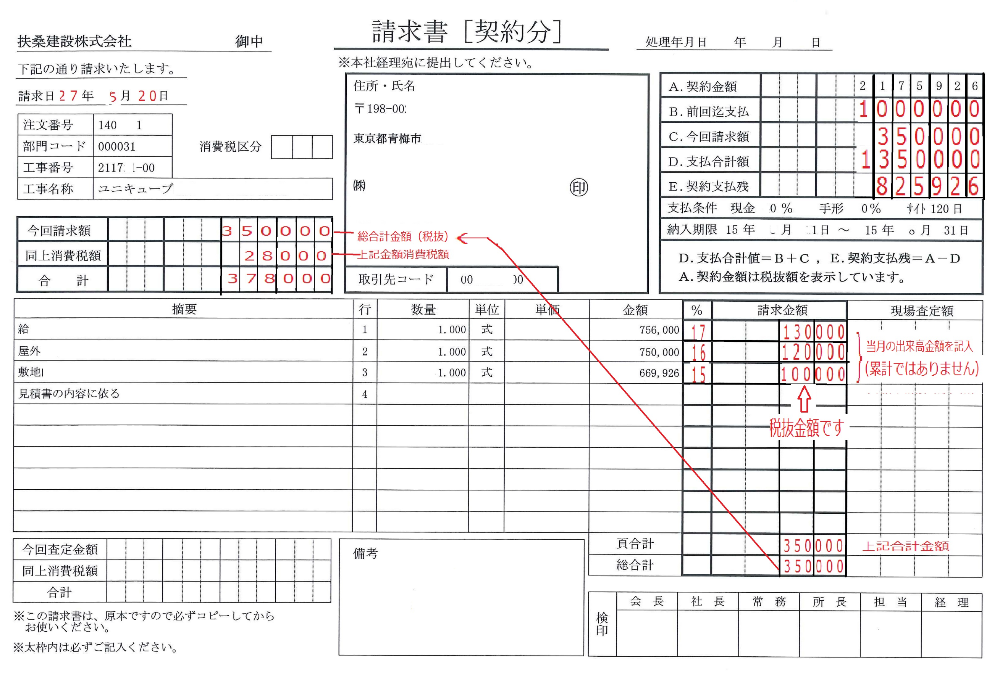 請求書［契約分］
扶桑建設株式会社 御中
処理年月日 年 月 日
※本社経理宛に提出してください。
下記の通り請求いたします。
請求日 27年 5月 20日
注文番号 140 1
部門コード 000031
工事番号 2117 -00
工事名称 ユニキューブ
消費税区分
住所・氏名
〒198-00
東京都青梅市
㈱
㊞
取引先コード 00 00
A.契約金額 2175926
B.前回迄支払 1000000
C.今回請求額 350000
D.支払合計額 1350000
E.契約支払残 825926
支払条件 現金 0% 手形 0% ｻｲﾄ 120日
納入期限 15年 月 1日 ～ 15年 月 31日
D.支払合計値＝B＋C , E.契約支払残＝A－D
A.契約金額は税抜額を表示しています。
今回請求額 350000
同上消費税額 28000
合 計 378000
総合計金額（税抜）
上記金額消費税額
摘要 行 数量 単位 単価 金額 % 請求金額 現場査定額
給 1 1.000 式 756,000 17 130000
屋外 2 1.000 式 750,000 16 120000
敷地 3 1.000 式 669,926 15 100000
見積書の内容に依る 4
当月の出来高金額を記入
(累計ではありません)
税抜金額です
頁合計 350000 上記合計金額
総合計 350000
今回査定金額
同上消費税額
合計
備考
※この請求書は、原本ですので必ずコピーしてから
お使いください。
※太枠内は必ずご記入ください。
検印
会 長 社 長 常 務 所 長 担 当 経 理